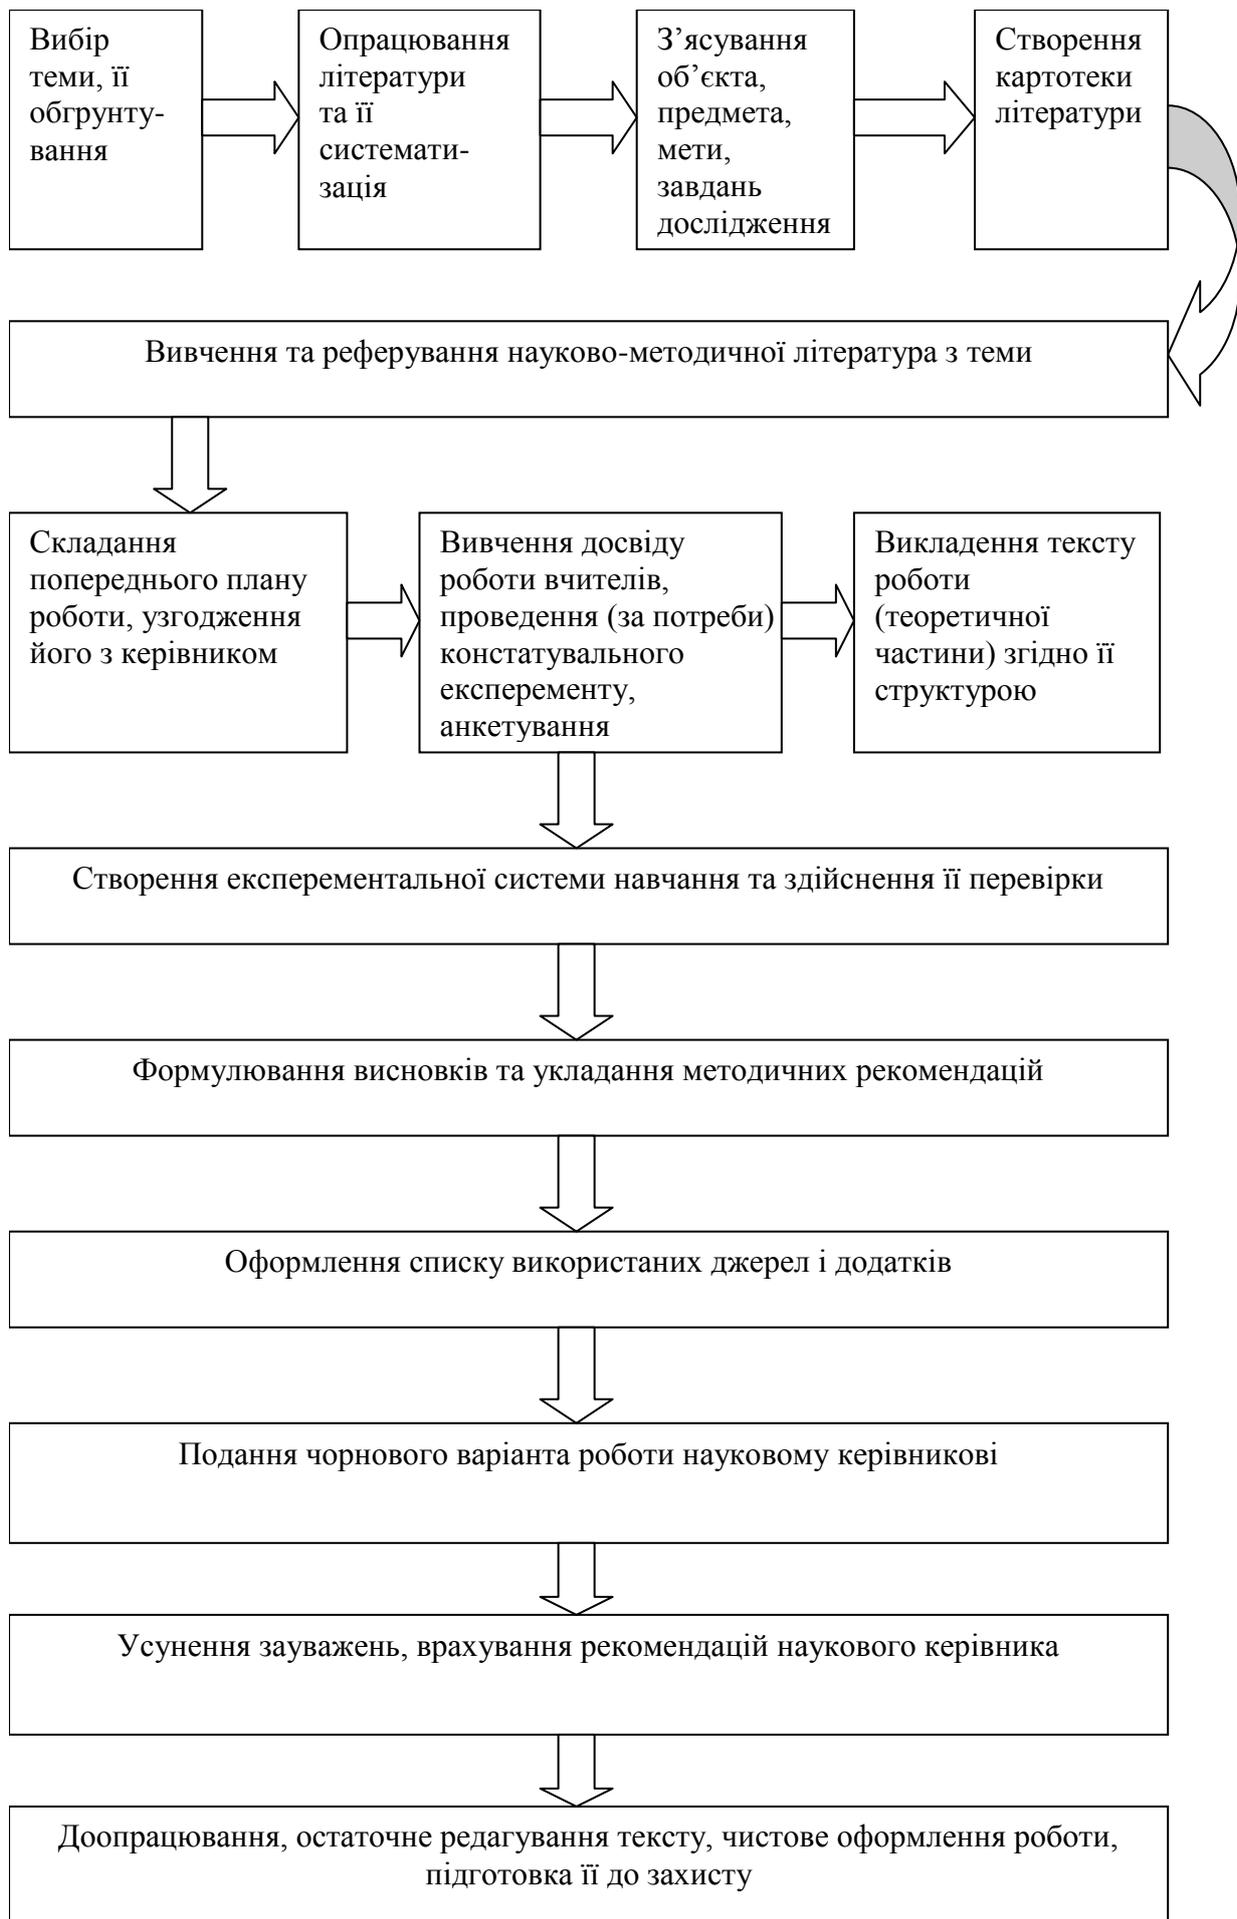 Вибір
теми, її
обгрунту-
вання
Опрацювання
літератури
та її
системати-
зація
З’ясування
об’єкта,
предмета,
мети,
завдань
дослідження
Створення
картотеки
літератури
Вивчення та реферування науково-методичної література з теми
Складання
попереднього плану
роботи, узгодження
його з керівником
Вивчення досвіду
роботи вчителів,
проведення (за потреби)
констатувального
експеременту,
анкетування
Викладення тексту
роботи
(теоретичної
частини) згідно її
структурою
Створення експерементальної системи навчання та здійснення її перевірки
Формулювання висновків та укладання методичних рекомендацій
Оформлення списку використаних джерел і додатків
Подання чорнового варіанта роботи науковому керівникові
Усунення зауважень, врахування рекомендацій наукового керівника
Доопрацювання, остаточне редагування тексту, чистове оформлення роботи,
підготовка її до захисту